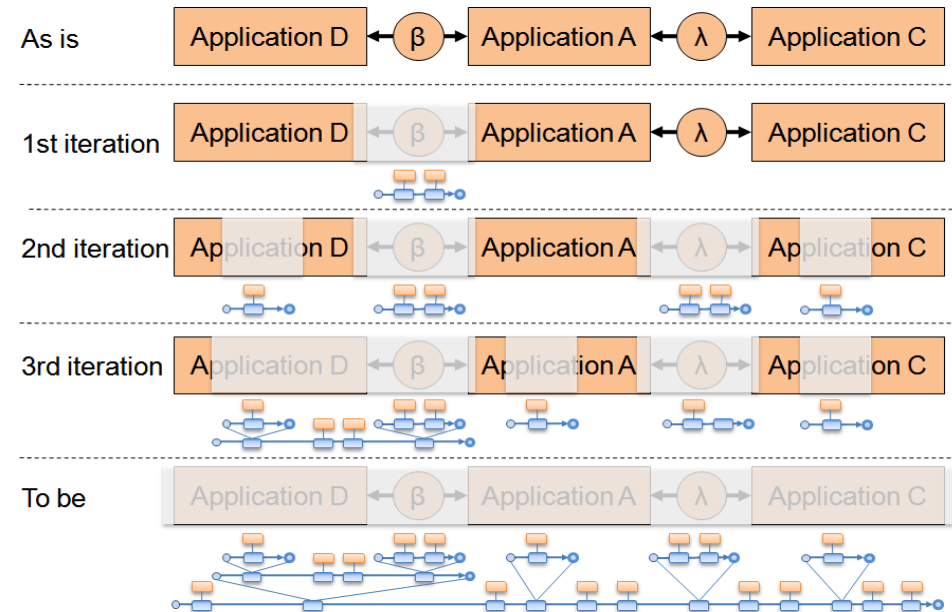 As is
Application D β Application A λ Application C
1st iteration
Application D β Application A λ Application C
2nd iteration
Application D β Application A λ Application C
3rd iteration
Application D β Application A λ Application C
To be
Application D β Application A λ Application C